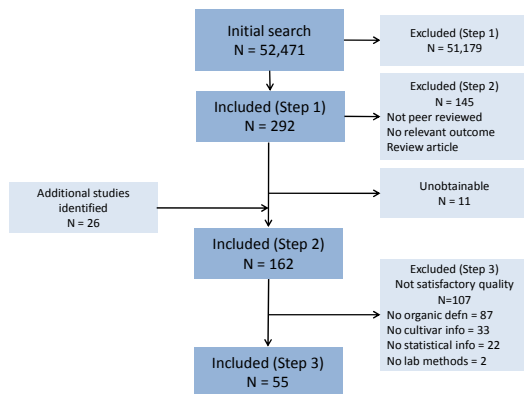 Initial search
N = 52,471
Excluded (Step 1)
N = 51,179
Included (Step 1)
N = 292
Excluded (Step 2)
N = 145
Not peer reviewed
No relevant outcome
Review article
Unobtainable
N = 11
Additional studies
identified
N = 26
Included (Step 2)
N = 162
Excluded (Step 3)
Not satisfactory quality
N=107
No organic defn = 87
No cultivar info = 33
No statistical info = 22
No lab methods = 2
Included (Step 3)
N = 55